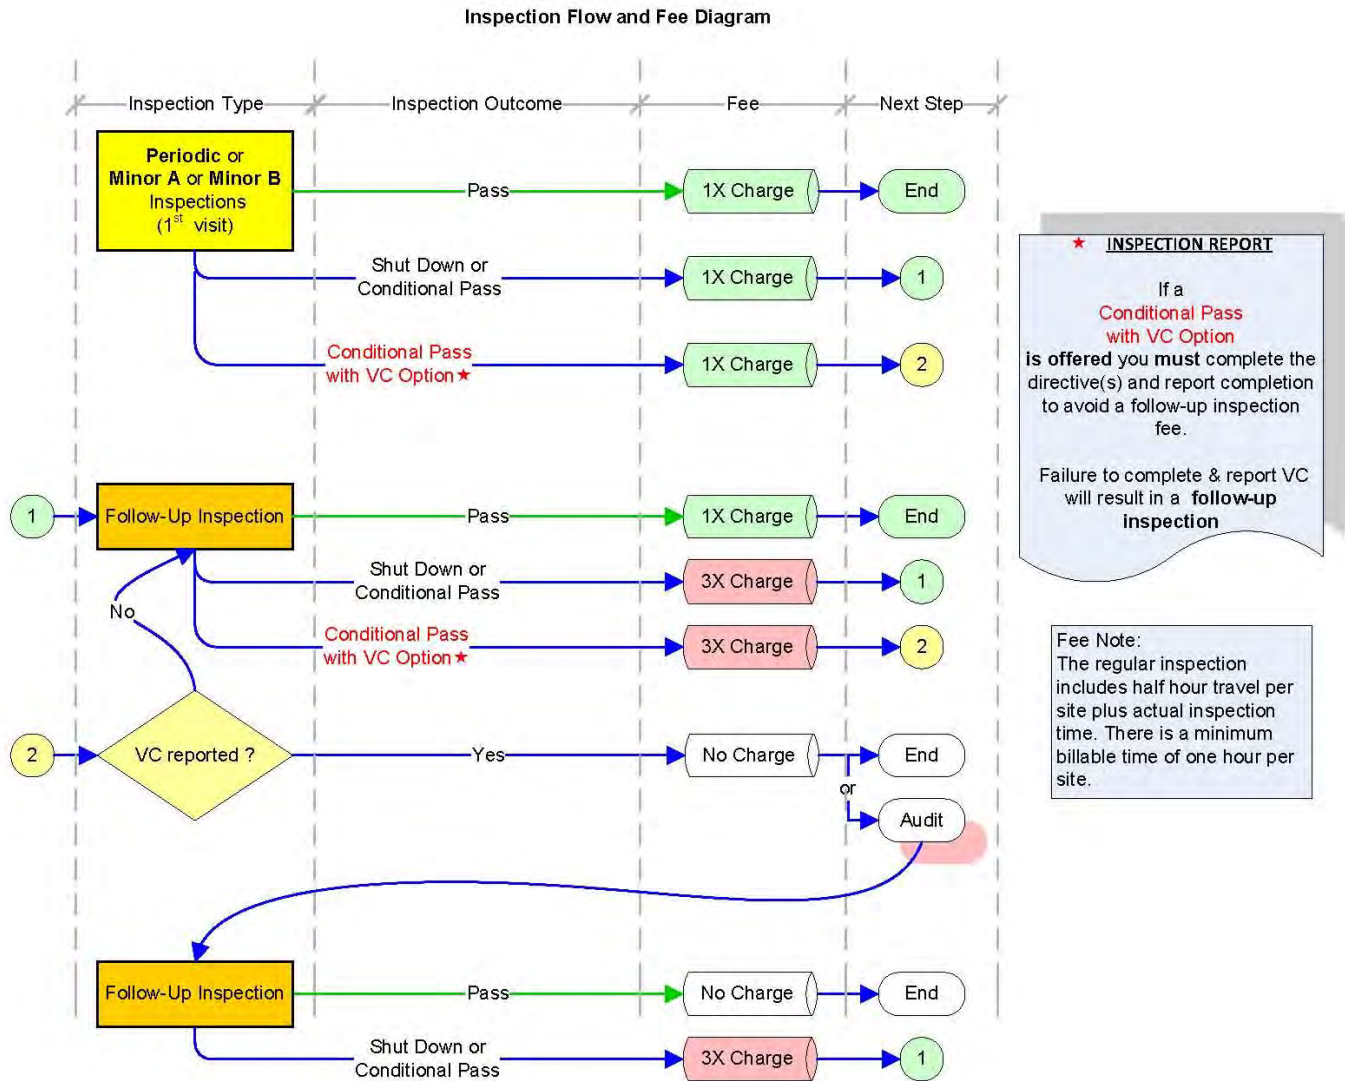 Inspection Flow and Fee Diagram
Inspection Type
Inspection Outcome
Fee
Next Step
Periodic or
Minor A or Minor B
Inspections
(1st visit)
Pass
1X Charge
End
Shut Down or
Conditional Pass
1X Charge
1
Conditional Pass
with VC Option★
1X Charge
2
1
Follow-Up Inspection
Pass
1X Charge
End
Shut Down or
Conditional Pass
3X Charge
1
No
Conditional Pass
with VC Option★
3X Charge
2
2
VC reported ?
Yes
No Charge
End
or
Audit
Follow-Up Inspection
Pass
No Charge
End
Shut Down or
Conditional Pass
3X Charge
1
★ INSPECTION REPORT
If a
Conditional Pass
with VC Option
is offered you must complete the
directive(s) and report completion
to avoid a follow-up inspection
fee.
Failure to complete & report VC
will result in a follow-up
inspection
Fee Note:
The regular inspection
includes half hour travel per
site plus actual inspection
time. There is a minimum
billable time of one hour per
site.